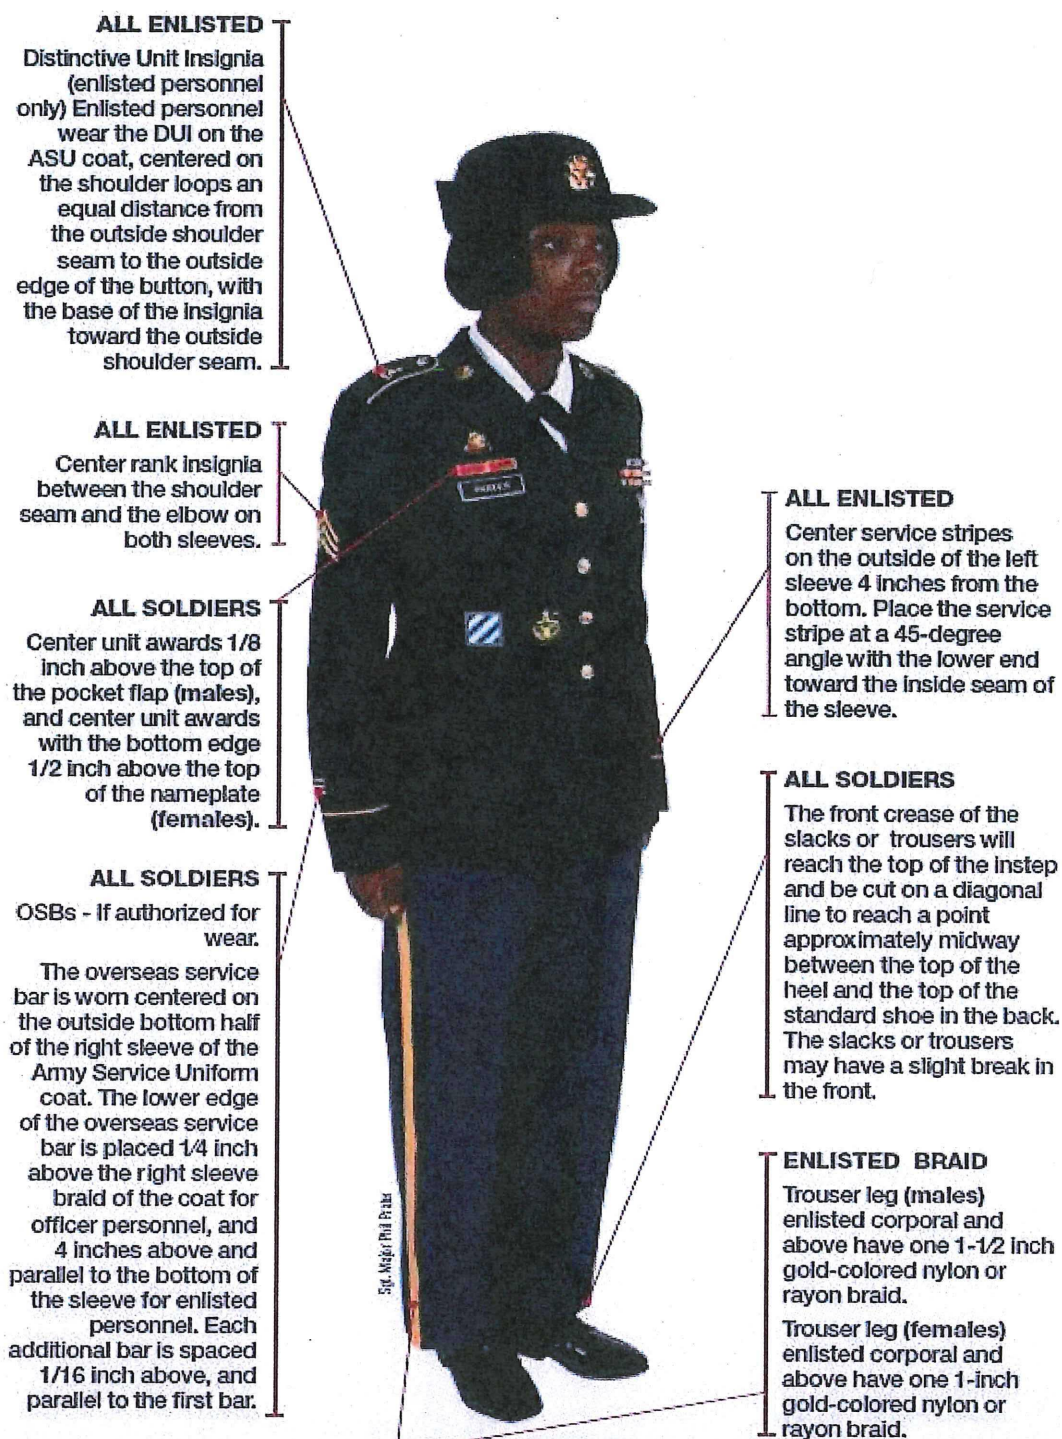 ALL ENLISTED
Distinctive Unit Insignia
(enlisted personnel
only) Enlisted personnel
wear the DUI on the
ASU coat, centered on
the shoulder loops an
equal distance from
the outside shoulder
seam to the outside
edge of the button, with
the base of the insignia
toward the outside
shoulder seam.
ALL ENLISTED
Center rank insignia
between the shoulder
seam and the elbow on
both sleeves.
ALL SOLDIERS
Center unit awards 1/8
inch above the top of
the pocket flap (males),
and center unit awards
with the bottom edge
1/2 inch above the top
of the nameplate
(females).
ALL SOLDIERS
OSBs - If authorized for
wear.
The overseas service
bar is worn centered on
the outside bottom half
of the right sleeve of the
Army Service Uniform
coat. The lower edge
of the overseas service
bar is placed 1/4 inch
above the right sleeve
braid of the coat for
officer personnel, and
4 inches above and
parallel to the bottom of
the sleeve for enlisted
personnel. Each
additional bar is spaced
1/16 inch above, and
parallel to the first bar.
Sgt. Major Phil
ALL ENLISTED
Center service stripes
on the outside of the left
sleeve 4 inches from the
bottom. Place the service
stripe at a 45-degree
angle with the lower end
toward the inside seam of
the sleeve.
ALL SOLDIERS
The front crease of the
slacks or trousers will
reach the top of the instep
and be cut on a diagonal
line to reach a point
approximately midway
between the top of the
heel and the top of the
standard shoe in the back.
The slacks or trousers
may have a slight break in
the front.
ENLISTED BRAID
Trouser leg (males)
enlisted corporal and
above have one 1-1/2 inch
gold-colored nylon or
rayon braid.
Trouser leg (females)
enlisted corporal and
above have one 1-inch
gold-colored nylon or
rayon braid.